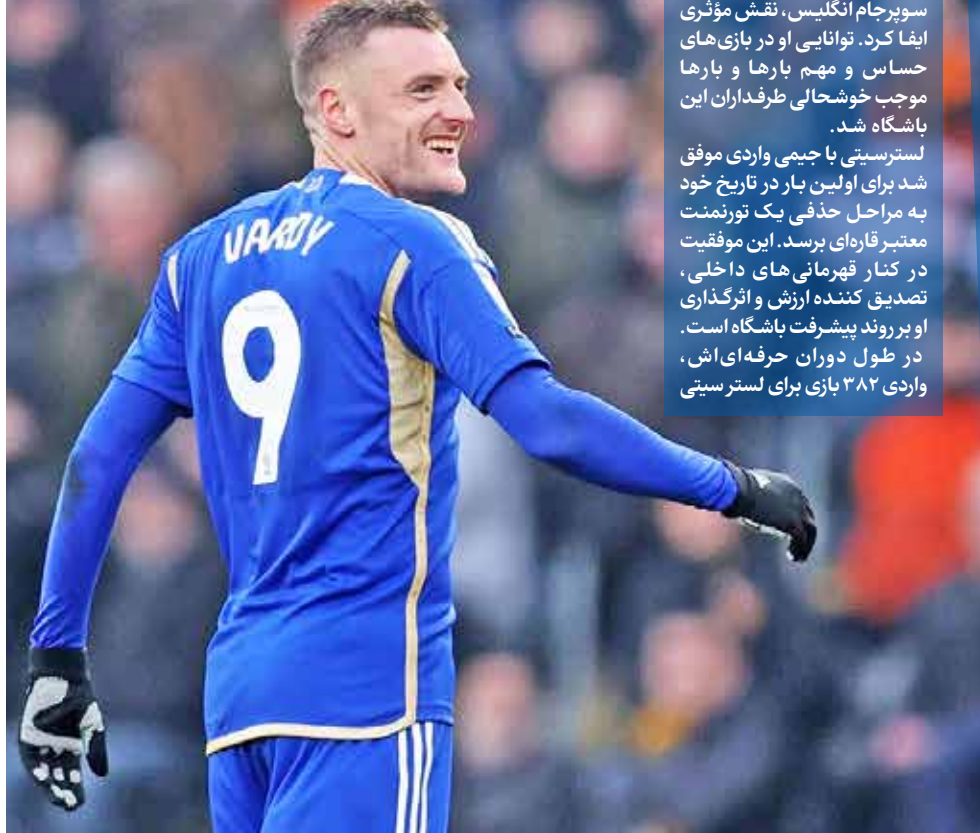 سوپرجام انگلیس، نقش مؤثری
ایفا کرد. توانایی او در بازی‌های
حساس و مهم بارها و بارها
موجب خوشحالی طرفداران این
باشگاه شد.
لسترسیتی با جیمی واردی موفق
شد برای اولین بار در تاریخ خود
به مراحل حذفی یک تورنمنت
معتبر قاره‌ای برسد. این موفقیت
در کنار قهرمانی‌های داخلی،
تصدیق کننده ارزش و اثرگذاری
او بر روند پیشرفت باشگاه است.
در طول دوران حرفه‌ای‌اش،
واردی ۳۸۲ بازی برای لستر سیتی
VARDY
9